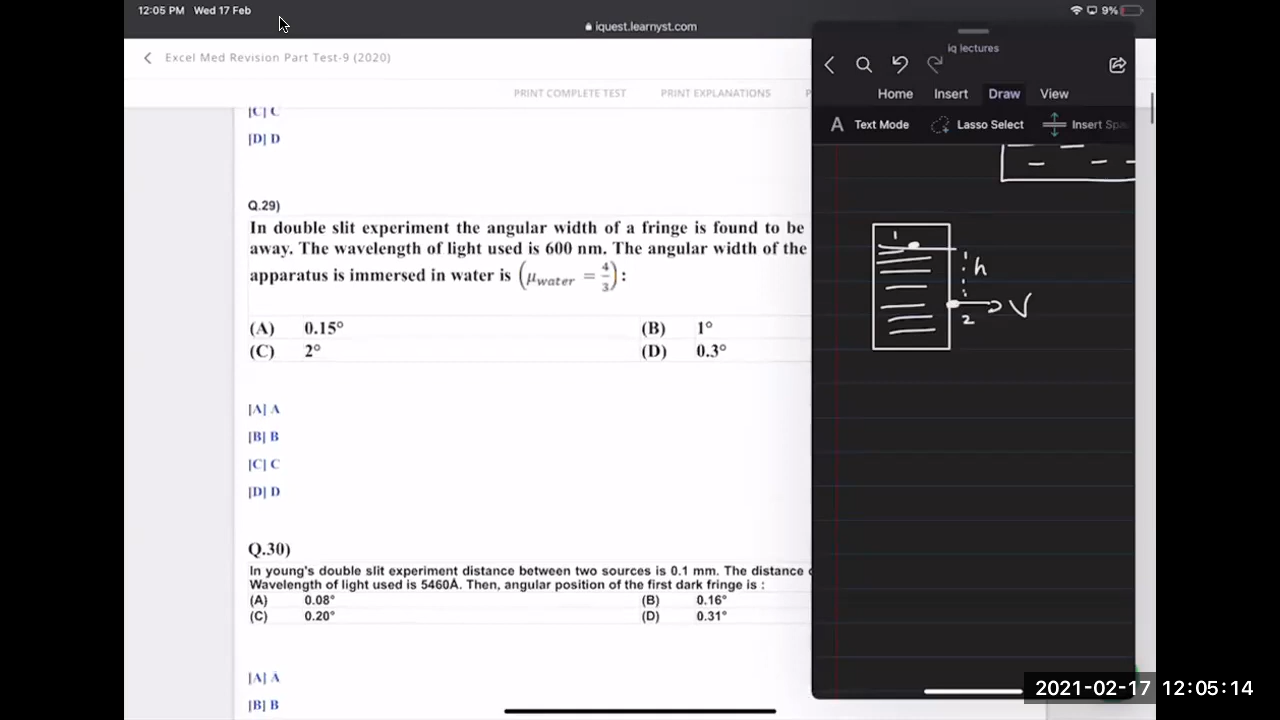 12:05 PM Wed 17 Feb
9%
iquest.learnyst.com
Excel Med Revision Part Test-9 (2020)
PRINT COMPLETE TEST PRINT EXPLANATIONS P
|C| C
|D| D
Q.29)
In double slit experiment the angular width of a fringe is found to be
away. The wavelength of light used is 600 nm. The angular width of the
apparatus is immersed in water is (μwater = 4/3) :
(A) 0.15° (B) 1°
(C) 2° (D) 0.3°
|A| A
|B| B
|C| C
|D| D
Q.30)
In young's double slit experiment distance between two sources is 0.1 mm. The distance
Wavelength of light used is 5460Å. Then, angular position of the first dark fringe is :
(A) 0.08° (B) 0.16°
(C) 0.20° (D) 0.31°
|A| A
|B| B
iq lectures
Home Insert Draw View
A Text Mode Lasso Select Insert Spa
1
h
2
V
2021-02-17 12:05:14